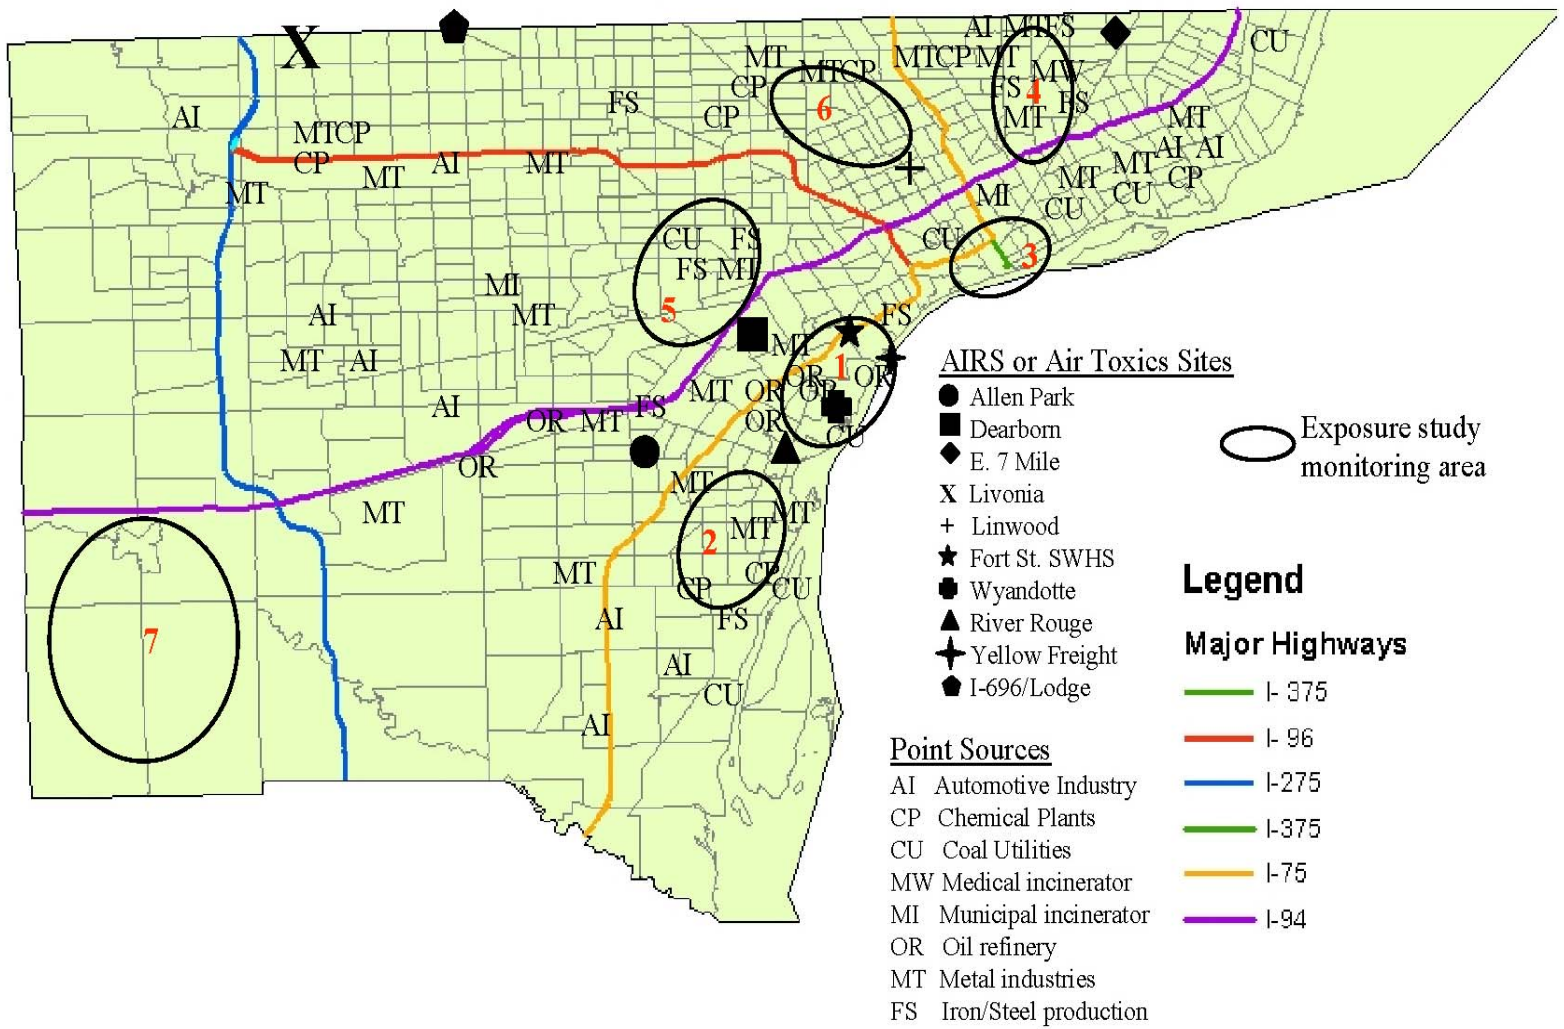 X
AI MTFS
CU
MT
MTCP
MTCP MT
CP
MW
FS
4
FS
FS
6
AI
CP
MT
MT
MTCP
AI AI
CP
MT
AI
MT
MT
CP
MT
CU
MT
MI
CU
CU
FS
CU
3
FS MT
MI
5
AI
MT
FS
MT
MT
AI
1
OR
OR
MT
OR
OR
AI
FS
OR
MT
OR
CU
OR
MT
MT
MT
MT
2
MT
CP
CP
CU
AI
FS
7
AI
CU
AI
AIRS or Air Toxics Sites
Allen Park
Dearborn
E. 7 Mile
X Livonia
+ Linwood
Fort St. SWHS
Wyandotte
River Rouge
Yellow Freight
I-696/Lodge
Exposure study
monitoring area
Point Sources
AI Automotive Industry
CP Chemical Plants
CU Coal Utilities
MW Medical incinerator
MI Municipal incinerator
OR Oil refinery
MT Metal industries
FS Iron/Steel production
Legend
Major Highways
I- 375
I- 96
I-275
I-375
I-75
I-94